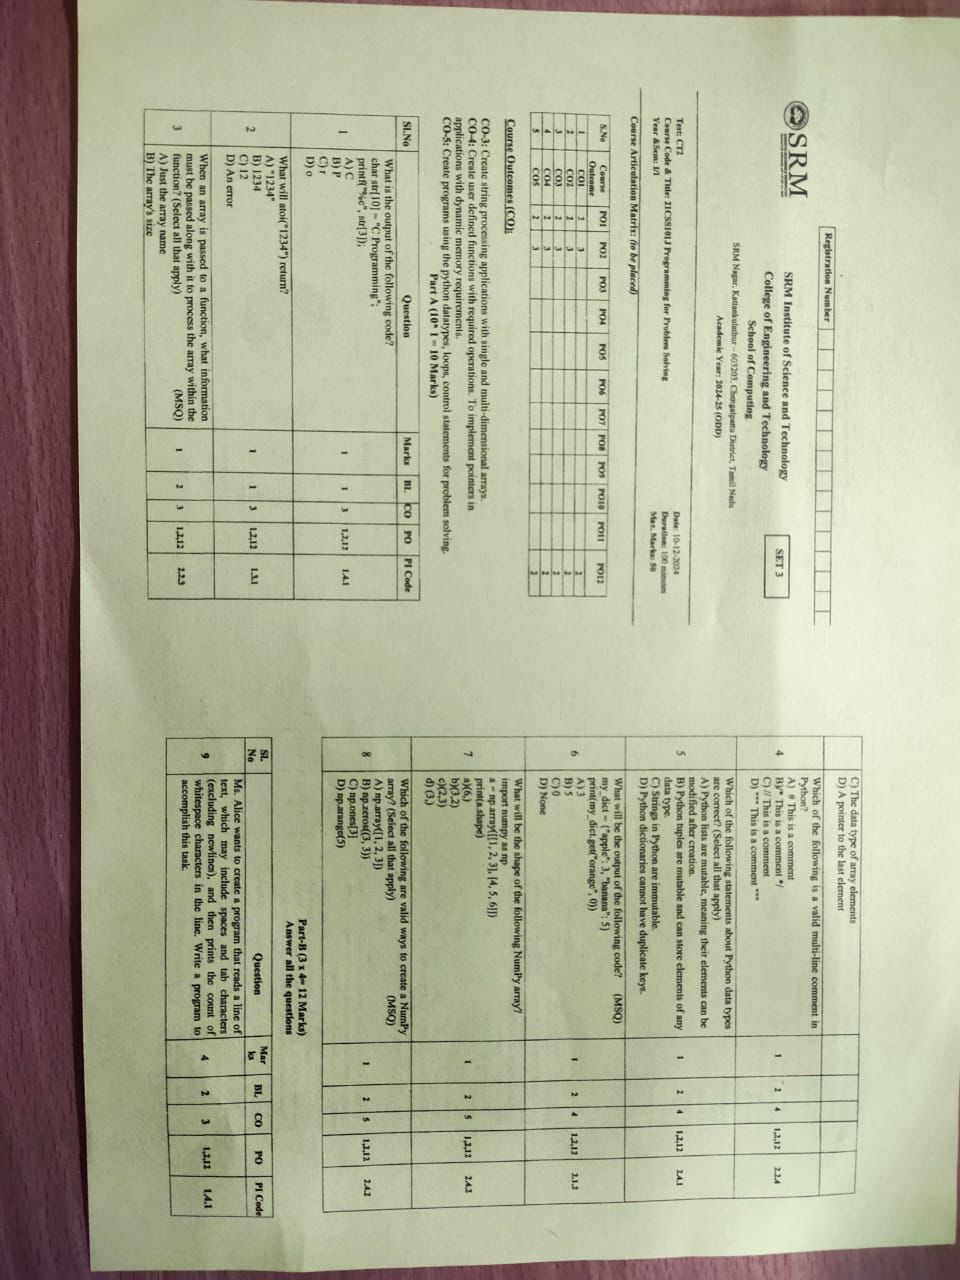 Registration Number
SRM
SRM Institute of Science and Technology
College of Engineering and Technology
School of Computing
SRM Nagar, Kattankulathur – 603203, Chengalpattu District, Tamil Nadu
Academic Year: 2024-25 (ODD)
SET 3
Test: CT2
Course Code & Title: 21CSS101J Programming for Problem Solving
Year &Sem: I/I
Date: 10-12-2024
Duration: 100 minutes
Max. Marks: 50
Course Articulation Matrix: (to be placed)
S.No Course Outcome PO1 PO2 PO3 PO4 PO5 PO6 PO7 PO8 PO9 PO10 PO11 PO12
1 CO1 2 3 2
2 CO2 2 3 2
3 CO3 2 3 2
4 CO4 2 3 2
5 CO5 2 3 2
Course Outcomes (CO):
CO-3: Create string processing applications with single and multi-dimensional arrays.
CO-4: Create user defined functions with required operations. To implement pointers in
applications with dynamic memory requirements.
CO-5: Create programs using the python datatypes, loops, control statements for problem solving.
Part A (10* 1 = 10 Marks)
Sl.No Question Marks BL CO PO PI Code
What is the output of the following code?
char str[10] = "C Programming";
printf("%c", str[3]);
A) C
1 B) P 1 1 3 1,2,12 1.4.1
C) r
D) o
What will atoi("1234") return?
A) "1234"
2 B) 1234 1 1 3 1,2,12 1.3.1
C) 12
D) An error
When an array is passed to a function, what information
must be passed along with it to process the array within the
3 function? (Select all that apply) (MSQ) 1 2 3 1,2,12 2.2.3
A) Just the array name
B) The array's size
C) The data type of array elements
D) A pointer to the last element
Which of the following is a valid multi-line comment in
Python?
A) # This is a comment
4 B)/* This is a comment */ 1 2 4 1,2,12 2.2.4
C) // This is a comment
D) """ This is a comment """
Which of the following statements about Python data types
are correct? (Select all that apply)
A) Python lists are mutable, meaning their elements can be
modified after creation.
5 B) Python tuples are mutable and can store elements of any 1 2 4 1,2,12 2.4.1
data type.
C) Strings in Python are immutable.
D) Python dictionaries cannot have duplicate keys.
What will be the output of the following code? (MSQ)
my_dict = {"apple": 3, "banana": 5}
print(my_dict.get("orange", 0))
A) 3
6 B) 5 1 2 4 1,2,12 2.1.2
C) 0
D) None
What will be the shape of the following NumPy array?
import numpy as np
a = np.array([[1, 2, 3], [4, 5, 6]])
print(a.shape)
7 a)(6,) 1 2 5 1,2,12 2.4.2
b)(3,2)
c)(2,3)
d) (3,)
Which of the following are valid ways to create a NumPy
array? (Select all that apply) (MSQ)
A) np.array([1, 2, 3])
8 B) np.zeros((3, 3)) 1 2 5 1,2,12 2.4.2
C) np.ones[3]
D) np.arange(5)
Part-B (3 x 4= 12 Marks)
Answer all the questions
Sl. No Question Mar ks BL CO PO PI Code
Ms. Alice wants to create a program that reads a line of
text, which may include spaces and tab characters
9 (excluding newlines), and then prints the count of 4 2 3 1,2,12 1.4.1
whitespace characters in the line. Write a program to
accomplish this task.